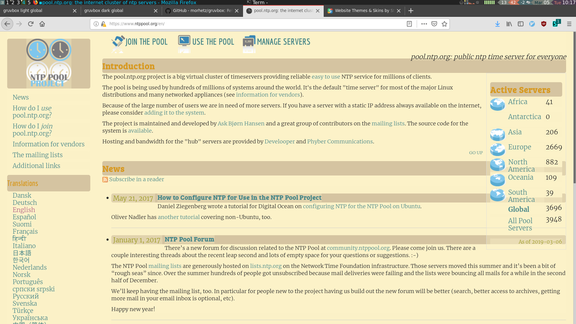 pool.ntp.org: the internet cluster of ntp servers - Mozilla Firefox
Term
10:17
gruvbox light global
gruvbox dark global
GitHub - morhetz/gruvbox: R
pool.ntp.org: the internet clust
Website Themes & Skins by
https://www.ntppool.org/en/
JOIN THE POOL
USE THE POOL
MANAGE SERVERS
pool.ntp.org: public ntp time server for everyone
NTP POOL
PROJECT
News
How do I use
pool.ntp.org?
How do I join
pool.ntp.org?
Information for vendors
The mailing lists
Additional links
Translations
Dansk
Deutsch
English
Español
Suomi
Français
हिन्दी
Italiano
日本語
한국어
Nederlands
Norsk
Português
српски srpski
Русский
Svenska
Türkçe
Українська
Introduction
The pool.ntp.org project is a big virtual cluster of timeservers providing reliable easy to use NTP service for millions of clients.
The pool is being used by hundreds of millions of systems around the world. It's the default "time server" for most of the major Linux
distributions and many networked appliances (see information for vendors).
Because of the large number of users we are in need of more servers. If you have a server with a static IP address always available on the internet,
please consider adding it to the system.
The project is maintained and developed by Ask Bjørn Hansen and a great group of contributors on the mailing lists. The source code for the
system is available.
Hosting and bandwidth for the "hub" servers are provided by Develooper and Phyber Communications.
News
Subscribe in a reader
May 21, 2017 How to Configure NTP for Use in the NTP Pool Project
Daniel Ziegenberg wrote a tutorial for Digital Ocean on configuring NTP for the NTP Pool on Ubuntu.
Oliver Nadler has another tutorial covering non-Ubuntu, too.
January 1, 2017 NTP Pool Forum
There's a new forum for discussion related to the NTP Pool at community.ntppool.org. Please come join us. There are a
couple interesting threads about the recent leap second and lots of empty space for your questions or suggestions. :-)
The NTP Pool mailing lists are generously hosted on lists.ntp.org on the Network Time Foundation infrastructure. Those servers moved this summer and it's been a bit of
"rough seas" since. Over the summer hundreds of people got unsubscribed because mail deliveries were failing and the lists were bouncing all mails for a while in the second
half of December.
We'll keep having the mailing list, too. In particular for people new to the project having us build out the new forum will be better (search, better access to archives, getting
more mail in your email inbox is optional, etc).
Happy new year!
Active Servers
Africa 41
Antarctica 0
Asia 206
Europe 2669
North
America 882
Oceania 109
South
America 39
Global 3696
All Pool
Servers 3948
As of 2019-03-06